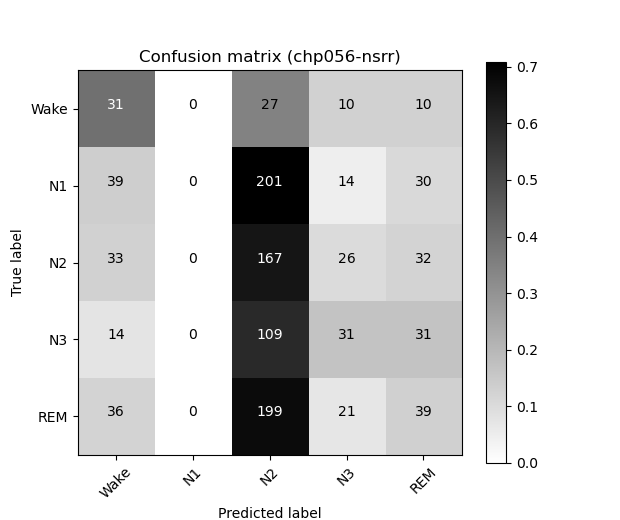 Confusion matrix (chp056-nsrr)
Wake 31 0 27 10 10
N1 39 0 201 14 30
N2 33 0 167 26 32
N3 14 0 109 31 31
REM 36 0 199 21 39
Wake N1 N2 N3 REM
True label
Predicted label
0.7
0.6
0.5
0.4
0.3
0.2
0.1
0.0